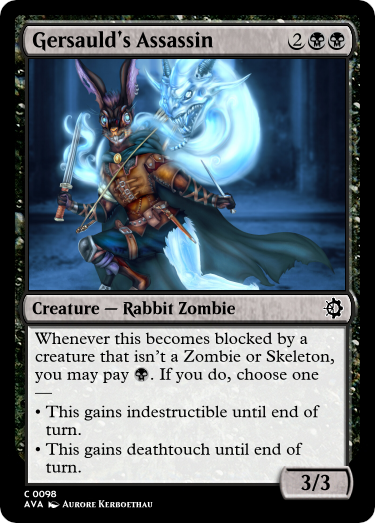 Gersauld's Assassin 2
Creature — Rabbit Zombie
Whenever this becomes blocked by a
creature that isn't a Zombie or Skeleton,
you may pay . If you do, choose one
—
• This gains indestructible until end of
turn.
• This gains deathtouch until end of
turn.
3/3
C 0098
AVA Aurore Kerboethau